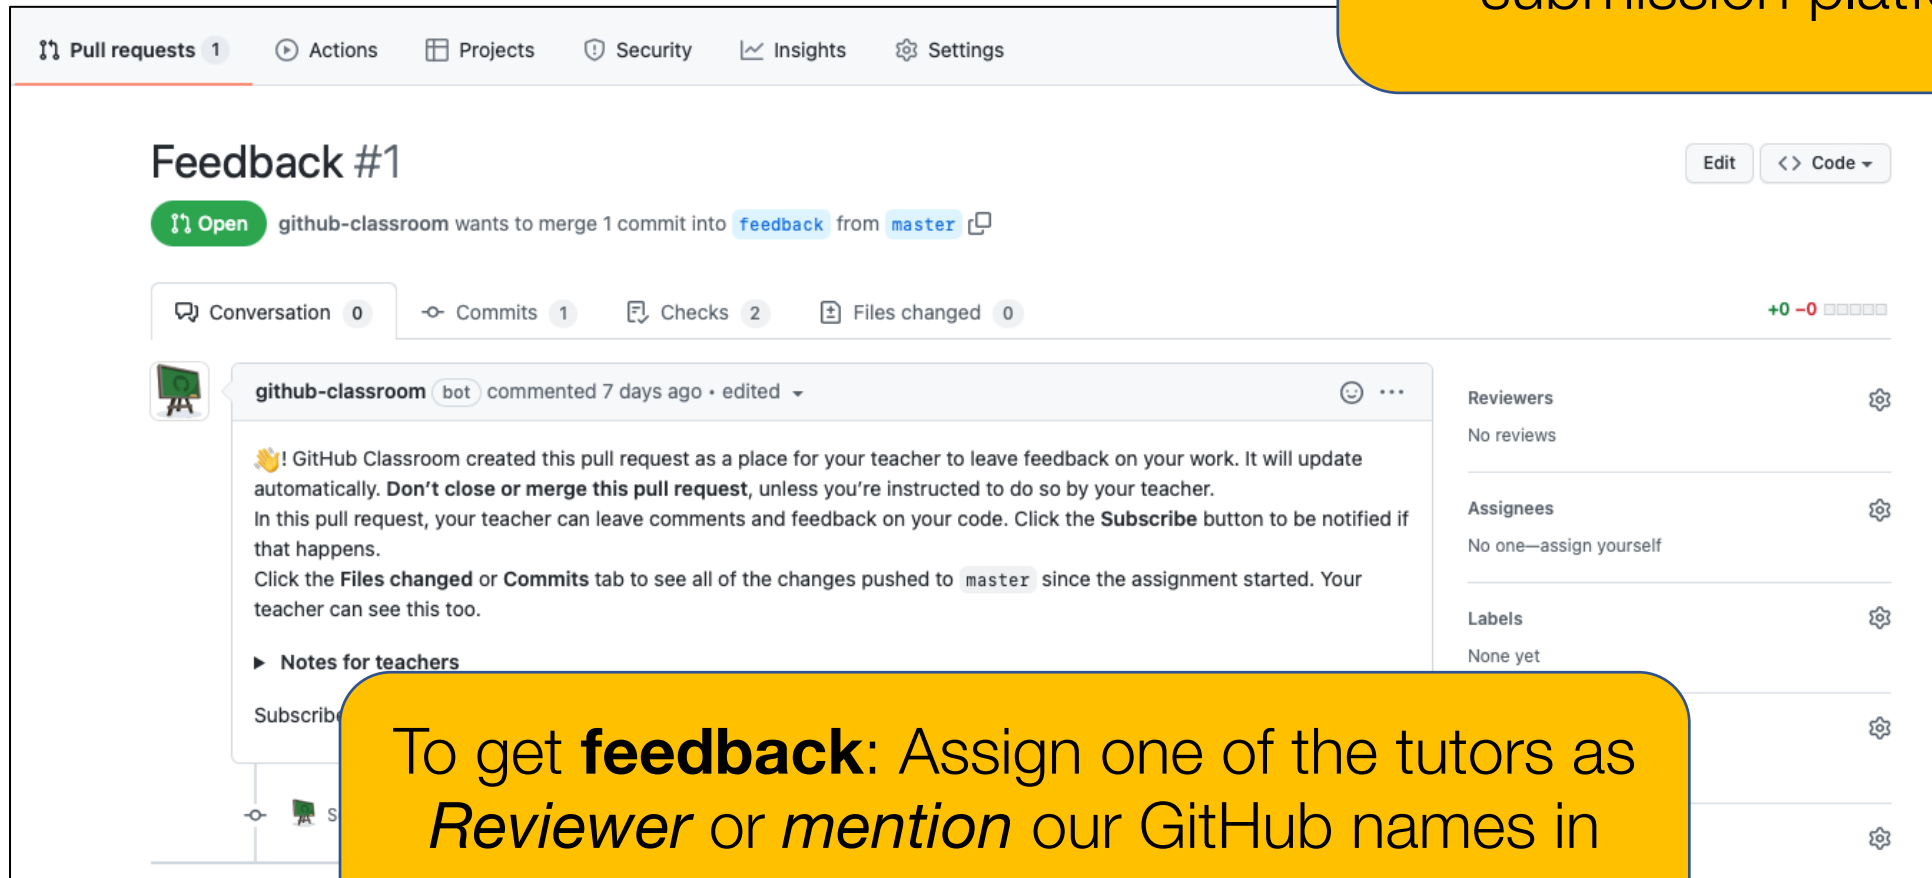 submission
Pull requests 1 Actions Projects Security Insights Settings
Feedback #1
Edit <> Code
Open github-classroom wants to merge 1 commit into feedback from master
Conversation 0 Commits 1 Checks 2 Files changed 0
+0 −0
github-classroom bot commented 7 days ago • edited
👋! GitHub Classroom created this pull request as a place for your teacher to leave feedback on your work. It will update
automatically. Don’t close or merge this pull request, unless you’re instructed to do so by your teacher.
In this pull request, your teacher can leave comments and feedback on your code. Click the Subscribe button to be notified if
that happens.
Click the Files changed or Commits tab to see all of the changes pushed to master since the assignment started. Your
teacher can see this too.
Notes for teachers
Subscribe
Reviewers
No reviews
Assignees
No one—assign yourself
Labels
None yet
To get feedback: Assign one of the tutors as
Reviewer or mention our GitHub names in